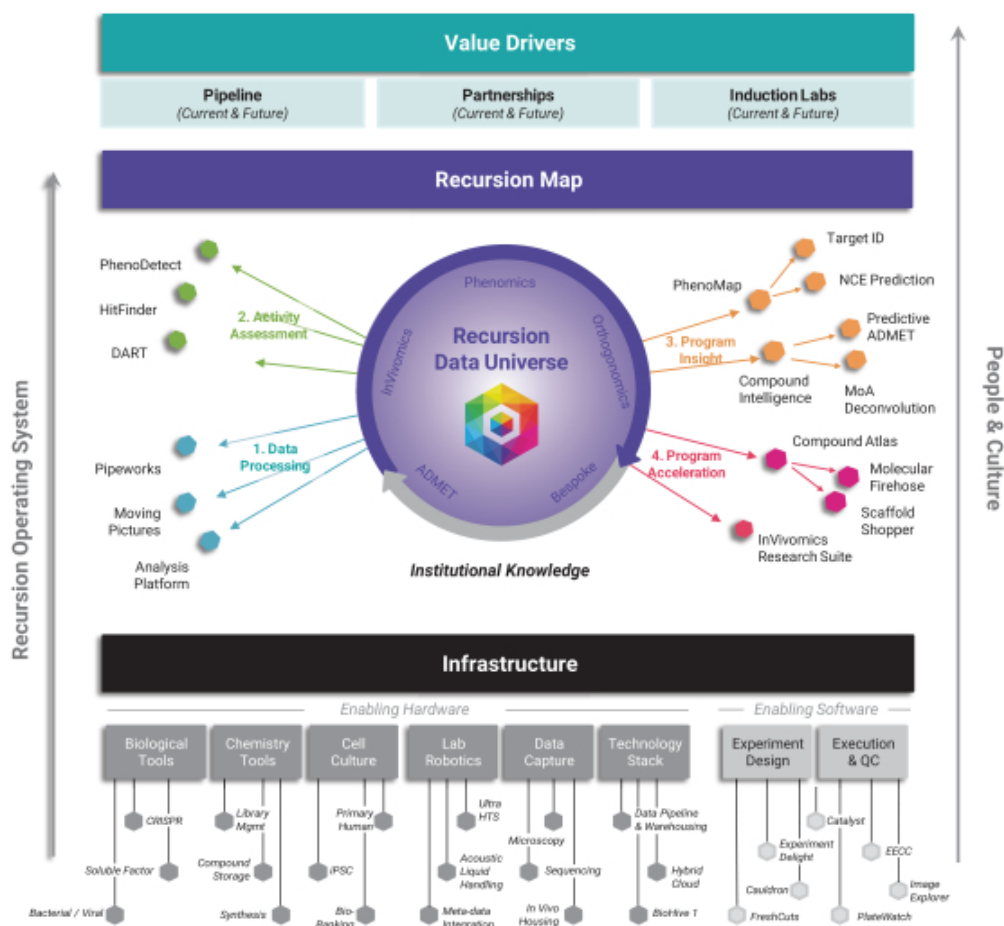 Value Drivers
Pipeline
(Current & Future)
Partnerships
(Current & Future)
Induction Labs
(Current & Future)
Recursion Map
Recursion Operating System
People & Culture
PhenoDetect
HitFinder
DART
2. Activity
Assessment
Pipeworks
Moving
Pictures
Analysis
Platform
1. Data
Processing
Phenomics
InVivomics
Orthogonomics
ADMET
Bespoke
Recursion
Data Universe
Institutional Knowledge
3. Program
Insight
PhenoMap
Target ID
NCE Prediction
Compound
Intelligence
Predictive
ADMET
MoA
Deconvolution
4. Program
Acceleration
Compound Atlas
Molecular
Firehose
Scaffold
Shopper
InVivomics
Research Suite
Infrastructure
Enabling Hardware
Enabling Software
Biological
Tools
Chemistry
Tools
Cell
Culture
Lab
Robotics
Data
Capture
Technology
Stack
Experiment
Design
Execution
& QC
CRISPR
Soluble Factor
Bacterial / Viral
Library
Mgmt
Compound
Storage
Synthesis
Primary
Human
iPSC
Bio-
Banking
Ultra
HTS
Acoustic
Liquid
Handling
Meta-data
Integration
Microscopy
Sequencing
In Vivo
Housing
Data Pipeline
& Warehousing
Hybrid
Cloud
BioHive 1
Experiment
Delight
Cauldron
FreshCuts
Catalyst
EECC
Image
Explorer
PlateWatch